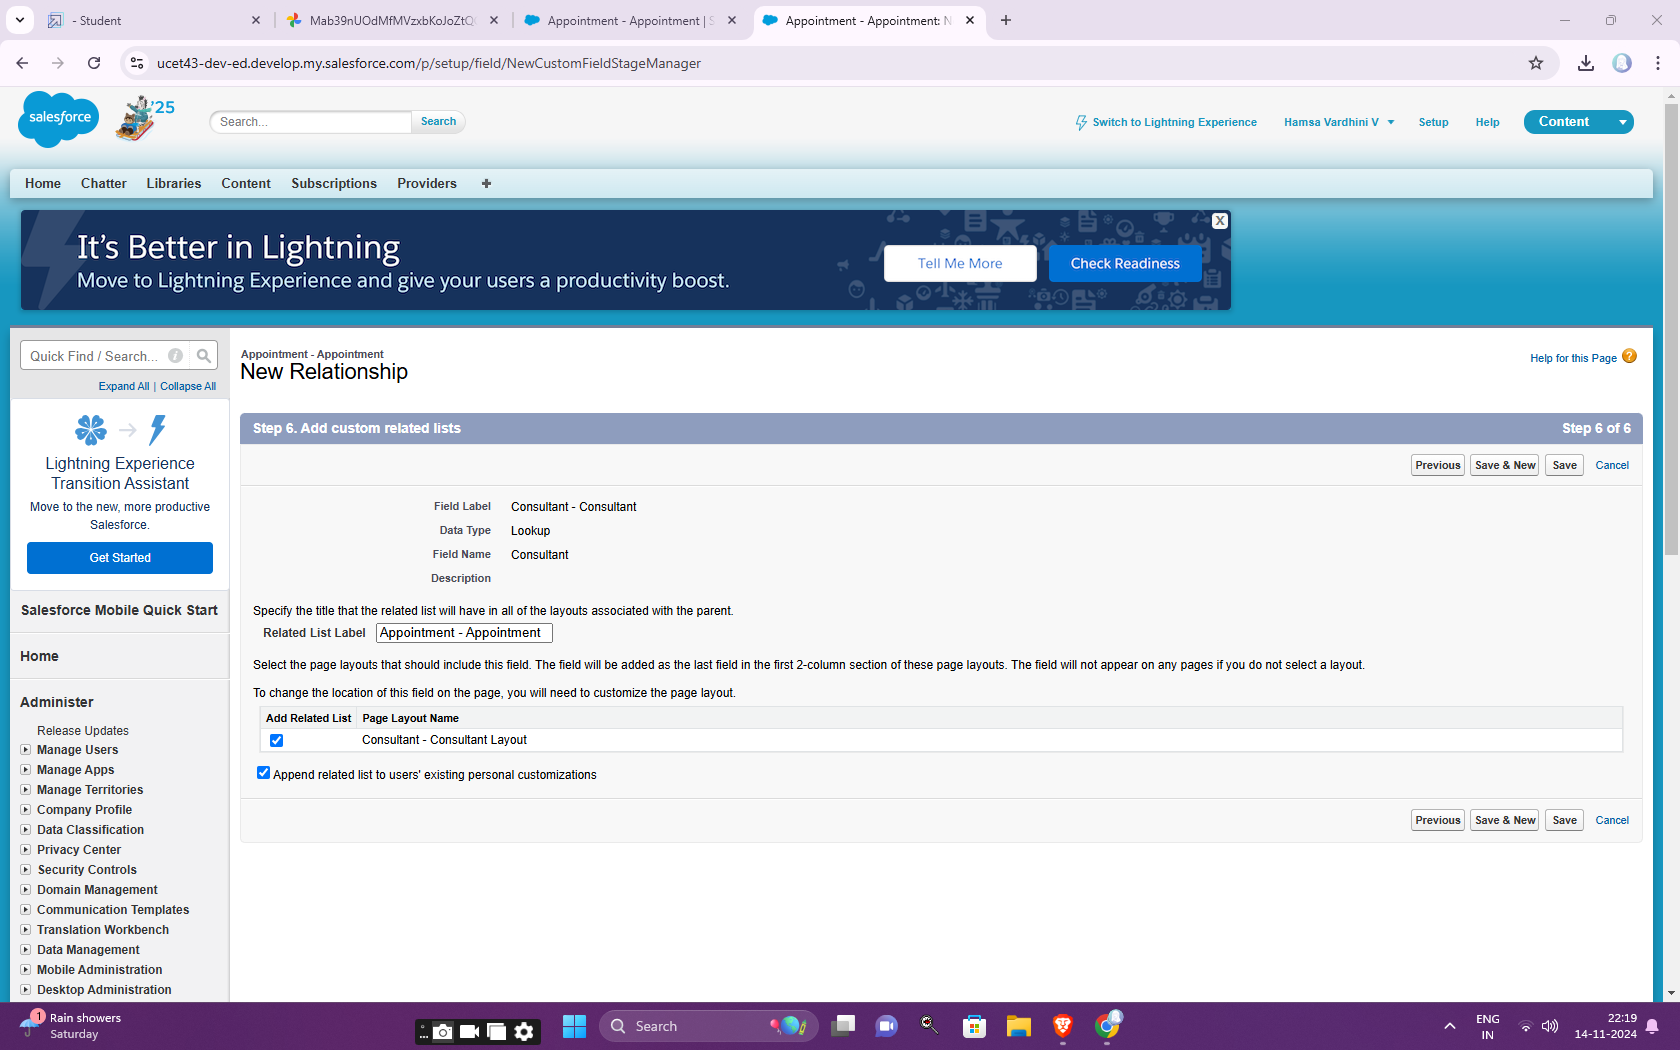 - Student
Mab39nUOdMfMVzxbKoJoZtQ
Appointment - Appointment | S
Appointment - Appointment: N
ucet43-dev-ed.develop.my.salesforce.com/p/setup/field/NewCustomFieldStageManager
salesforce
'25
Search...
Search
Switch to Lightning Experience
Hamsa Vardhini V
Setup
Help
Content
Home
Chatter
Libraries
Content
Subscriptions
Providers
It's Better in Lightning
Move to Lightning Experience and give your users a productivity boost.
Tell Me More
Check Readiness
X
Quick Find / Search...
Expand All | Collapse All
Lightning Experience
Transition Assistant
Move to the new, more productive
Salesforce.
Get Started
Salesforce Mobile Quick Start
Home
Administer
Release Updates
Manage Users
Manage Apps
Manage Territories
Company Profile
Data Classification
Privacy Center
Security Controls
Domain Management
Communication Templates
Translation Workbench
Data Management
Mobile Administration
Desktop Administration
Appointment - Appointment
New Relationship
Help for this Page
Step 6. Add custom related lists
Step 6 of 6
Previous
Save & New
Save
Cancel
Field Label Consultant - Consultant
Data Type Lookup
Field Name Consultant
Description
Specify the title that the related list will have in all of the layouts associated with the parent.
Related List Label Appointment - Appointment
Select the page layouts that should include this field. The field will be added as the last field in the first 2-column section of these page layouts. The field will not appear on any pages if you do not select a layout.
To change the location of this field on the page, you will need to customize the page layout.
Add Related List Page Layout Name
Consultant - Consultant Layout
Append related list to users' existing personal customizations
Previous
Save & New
Save
Cancel
1
Rain showers
Saturday
Search
ENG
IN
22:19
14-11-2024